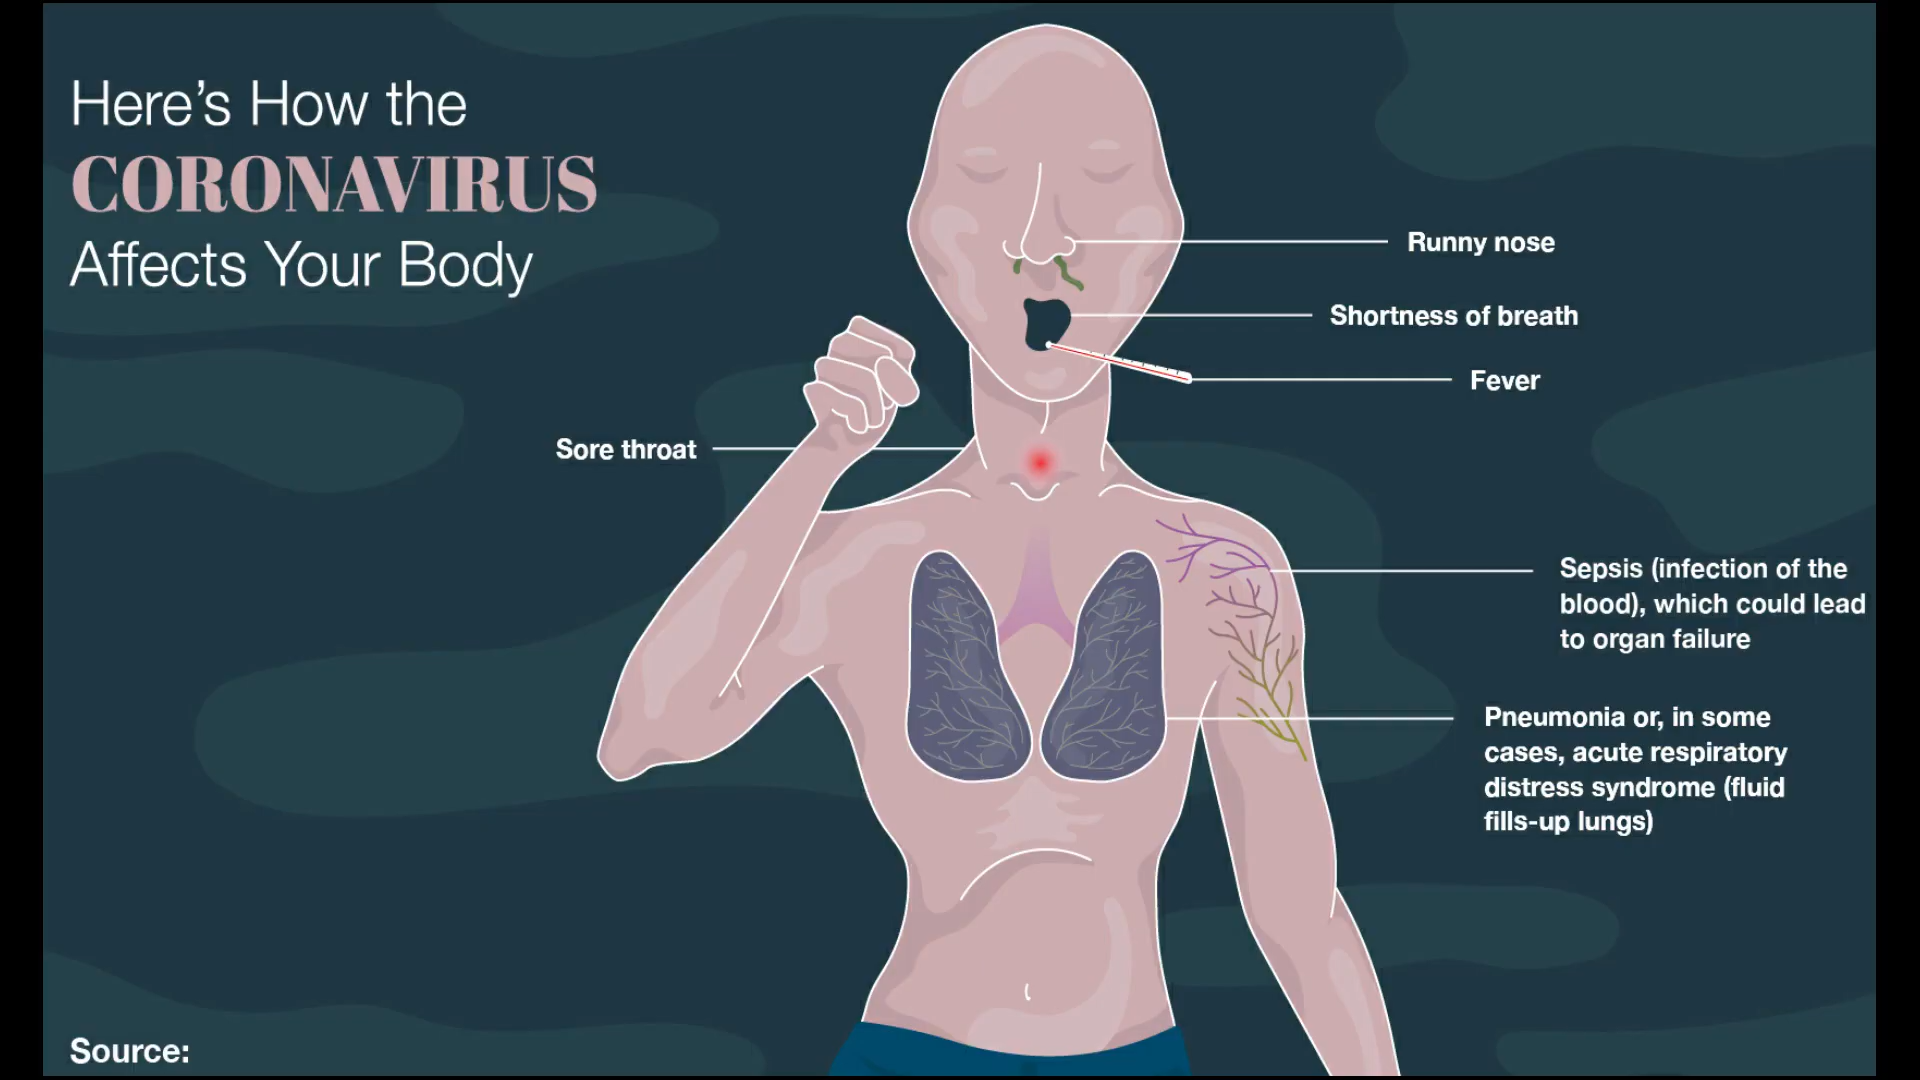 Here’s How the
CORONAVIRUS
Affects Your Body
Runny nose
Shortness of breath
Fever
Sore throat
Sepsis (infection of the
blood), which could lead
to organ failure
Pneumonia or, in some
cases, acute respiratory
distress syndrome (fluid
fills-up lungs)
Source: